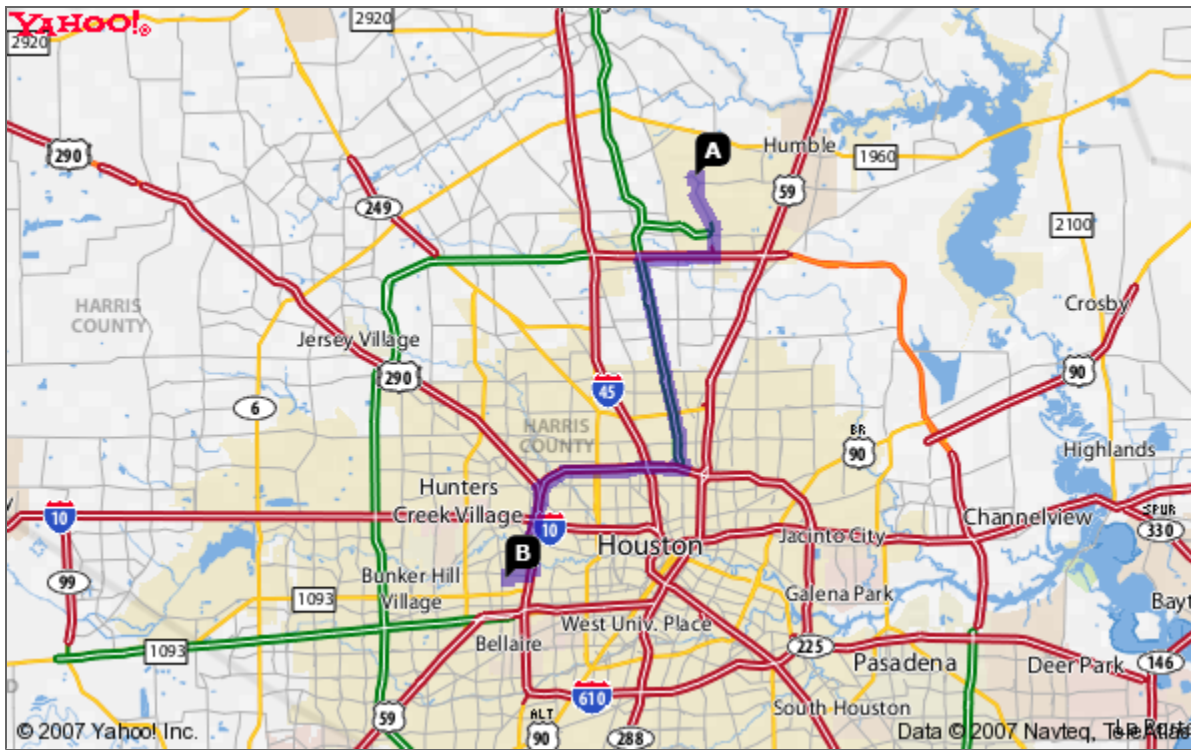 YAHOO!®
2920
2920
290
249
A
Humble
1960
59
2100
HARRIS
COUNTY
Jersey Village
Crosby
290
45
90
6
HARRIS
COUNTY
BR
90
Highlands
Hunters
Creek Village
10
10
Channelview
SPUR
330
Houston
Jacinto City
B
99
Bunker Hill
Village
1093
Galena Park
West Univ. Place
Bellaire
1093
225
Pasadena
Deer Park
146
610
59
South Houston
ALT
90
288
© 2007 Yahoo! Inc.
Data © 2007 Navteq, TeleAtlas